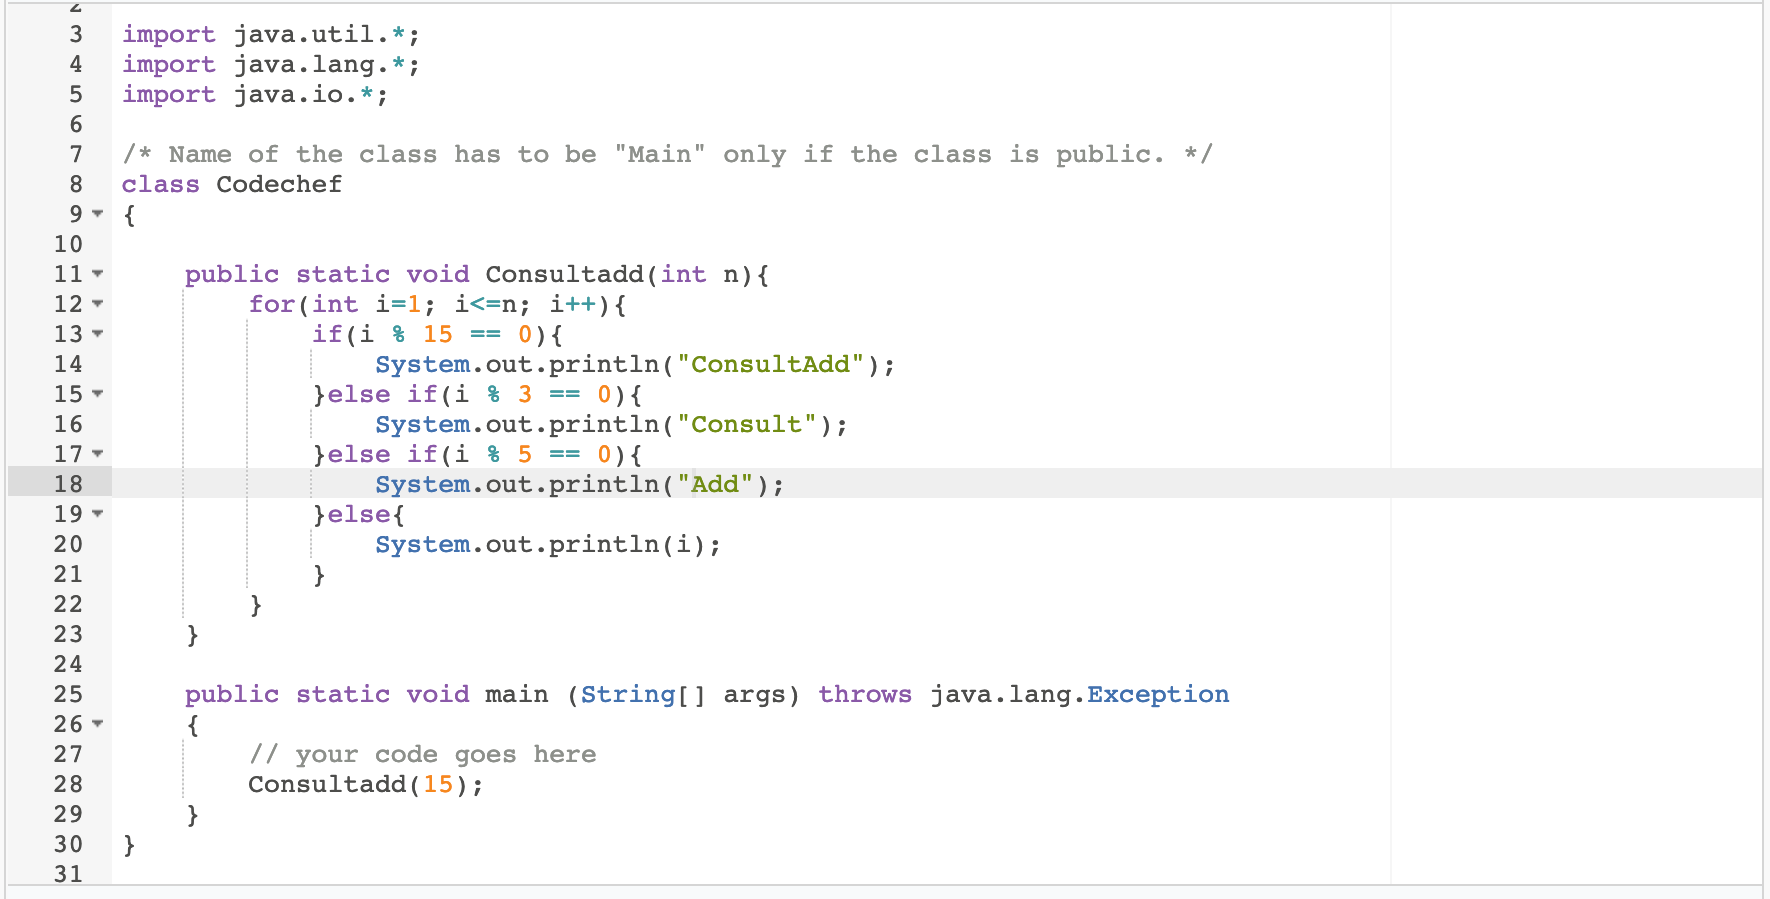 2
3 import java.util.*;
4 import java.lang.*;
5 import java.io.*;
6
7 /* Name of the class has to be "Main" only if the class is public. */
8 class Codechef
9 {
10
11 public static void Consultadd(int n){
12 for(int i=1; i<=n; i++){
13 if(i % 15 == 0){
14 System.out.println("ConsultAdd");
15 }else if(i % 3 == 0){
16 System.out.println("Consult");
17 }else if(i % 5 == 0){
18 System.out.println("Add");
19 }else{
20 System.out.println(i);
21 }
22 }
23 }
24
25 public static void main (String[] args) throws java.lang.Exception
26 {
27 // your code goes here
28 Consultadd(15);
29 }
30 }
31